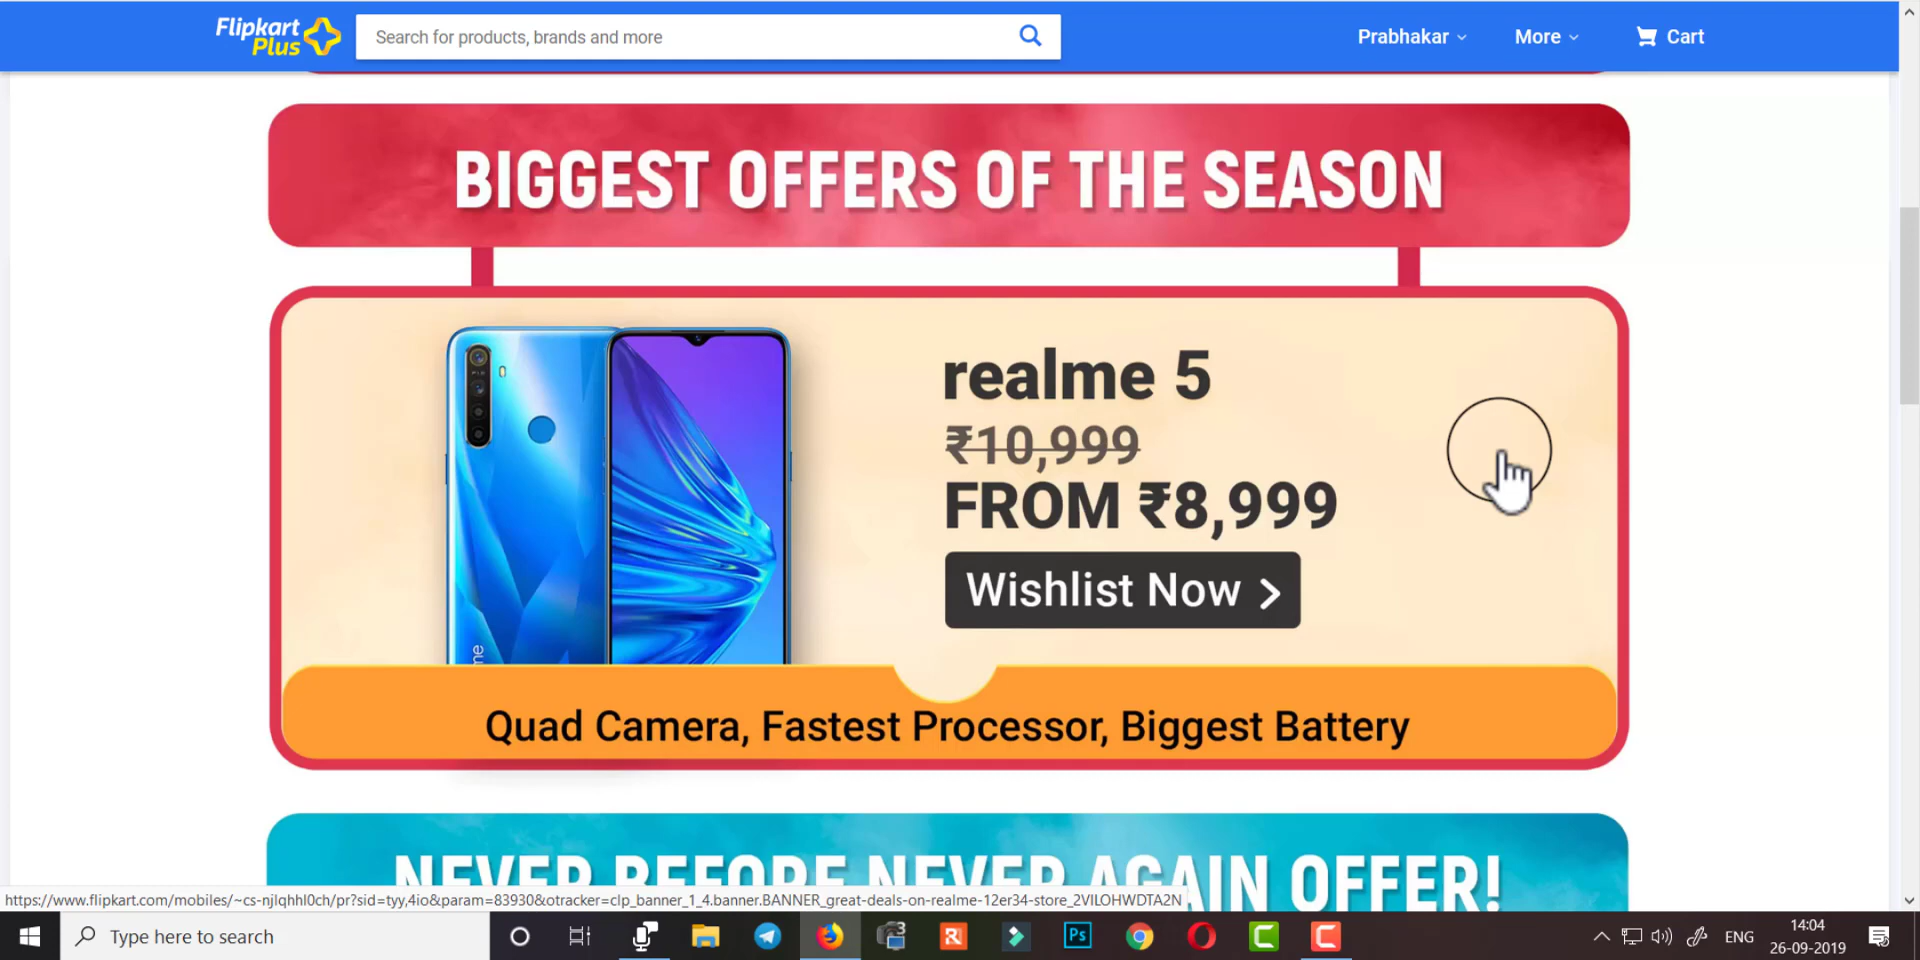 Flipkart
Plus
Search for products, brands and more
Prabhakar
More
Cart
BIGGEST OFFERS OF THE SEASON
realme 5
₹10,999
FROM ₹8,999
Wishlist Now
Quad Camera, Fastest Processor, Biggest Battery
NEVER BEFORE NEVER AGAIN OFFER!
https://www.flipkart.com/mobiles/~cs-njlqhhl0ch/pr?sid=tyy,4io&param=83930&otracker=clp_banner_1_4.banner.BANNER_great-deals-on-realme-12er34-store_2VILOHWDTA2N
Type here to search
Ps
ENG
14:04
26-09-2019